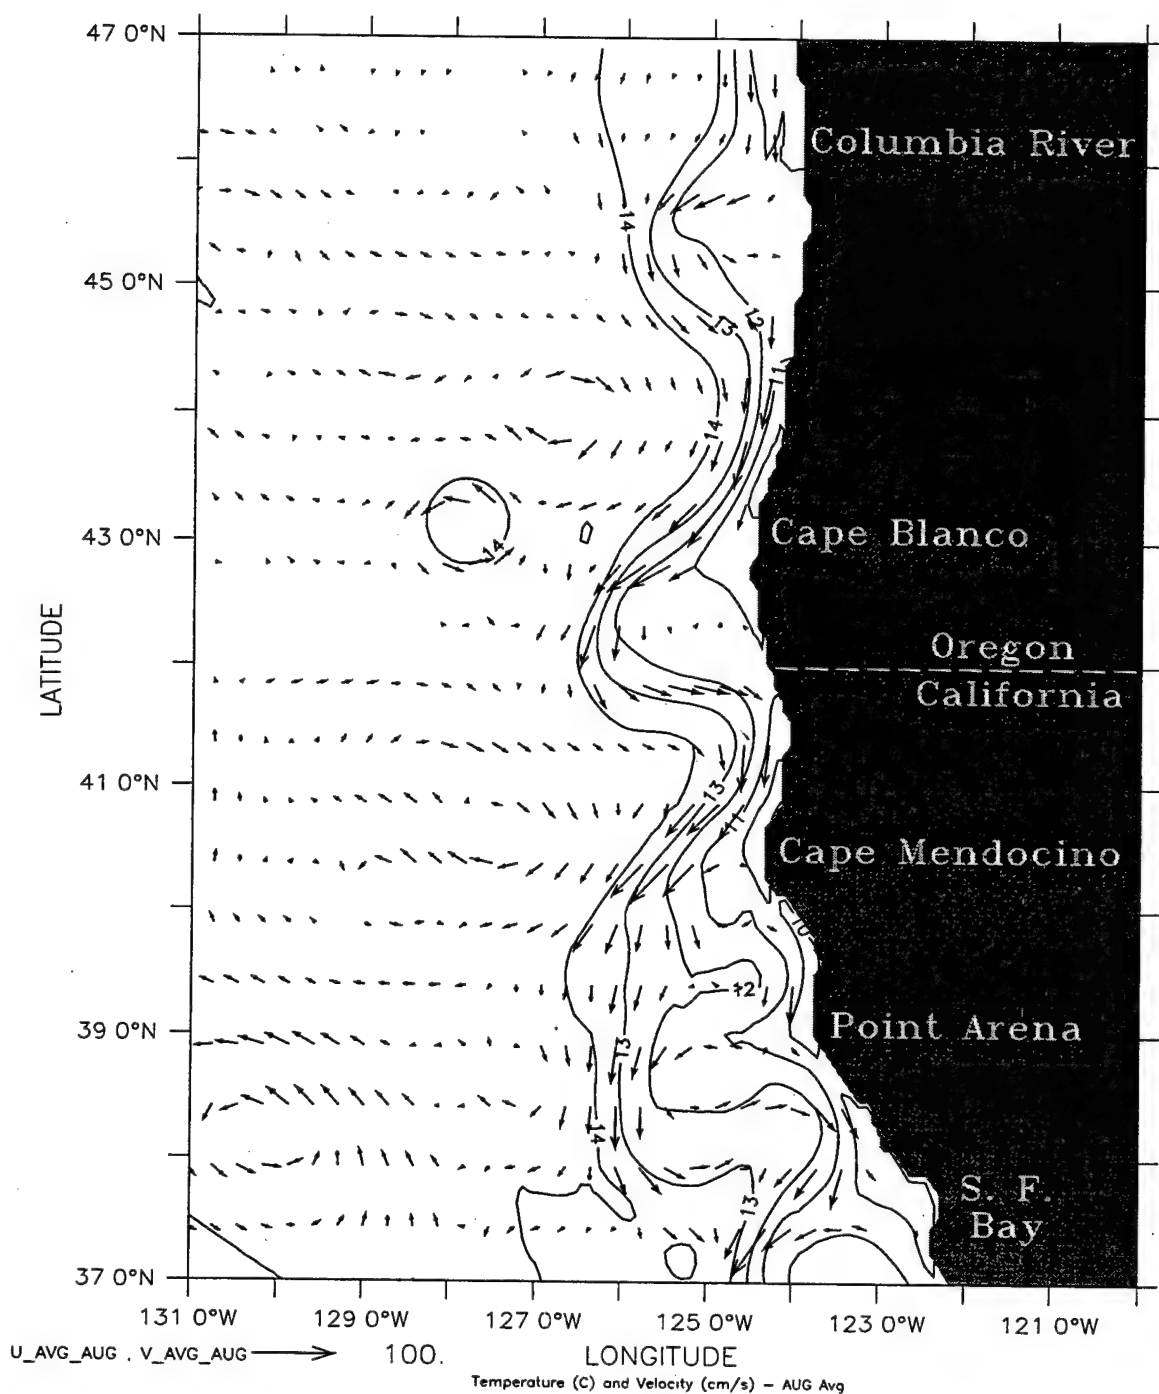 47 0°N
Columbia River
14
45 0°N
13
12
11
14
43 0°N
14
Cape Blanco
LATITUDE
Oregon
California
41 0°N
13
11
Cape Mendocino
10
12
39 0°N
13
Point Arena
14
13
S. F.
Bay
37 0°N
131 0°W 129 0°W 127 0°W 125 0°W 123 0°W 121 0°W
U_AVG_AUG , V_AVG_AUG 100. LONGITUDE
Temperature (C) and Velocity (cm/s) – AUG Avg